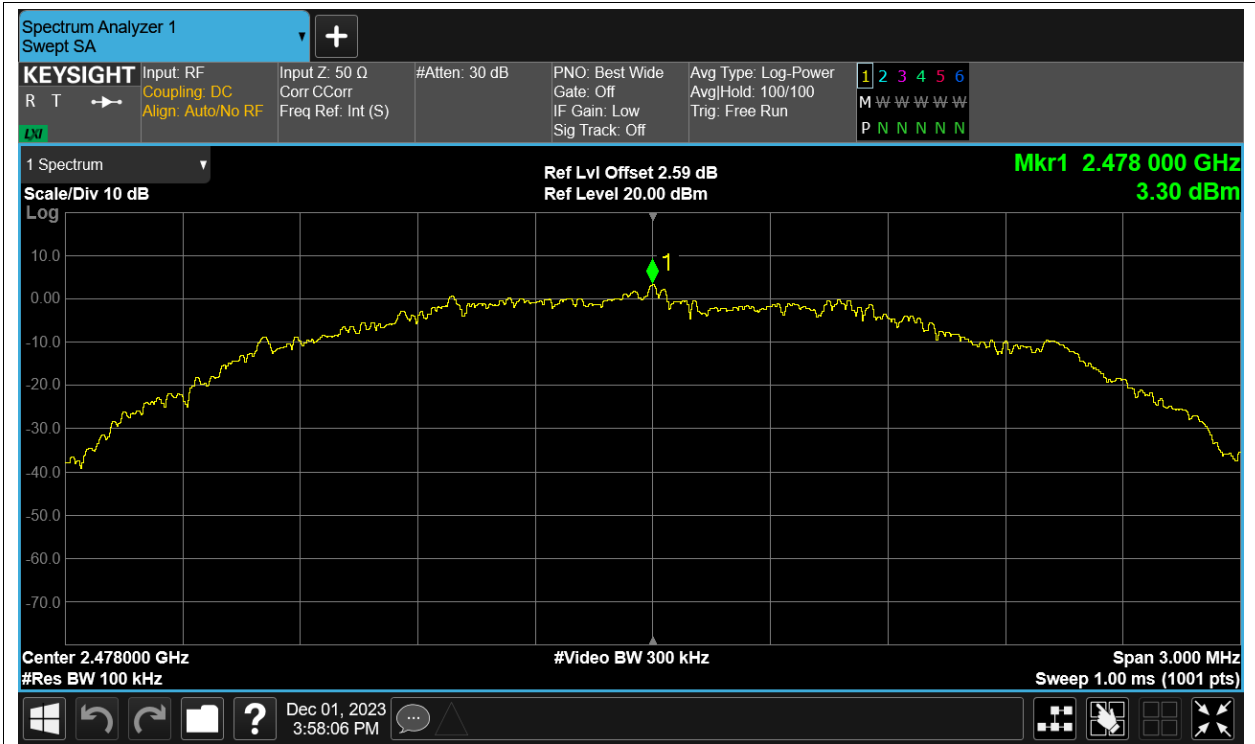 Spectrum Analyzer 1
Swept SA
KEYSIGHT
R T
LXI
Input: RF
Coupling: DC
Align: Auto/No RF
Input Z: 50 Ω
Corr CCorr
Freq Ref: Int (S)
#Atten: 30 dB
PNO: Best Wide
Gate: Off
IF Gain: Low
Sig Track: Off
Avg Type: Log-Power
Avg|Hold: 100/100
Trig: Free Run
1 2 3 4 5 6
M W W W W W
P N N N N N
1 Spectrum
Scale/Div 10 dB
Log
Ref Lvl Offset 2.59 dB
Ref Level 20.00 dBm
Mkr1 2.478 000 GHz
3.30 dBm
1
10.0
0.00
-10.0
-20.0
-30.0
-40.0
-50.0
-60.0
-70.0
Center 2.478000 GHz
#Res BW 100 kHz
#Video BW 300 kHz
Span 3.000 MHz
Sweep 1.00 ms (1001 pts)
?
Dec 01, 2023
3:58:06 PM